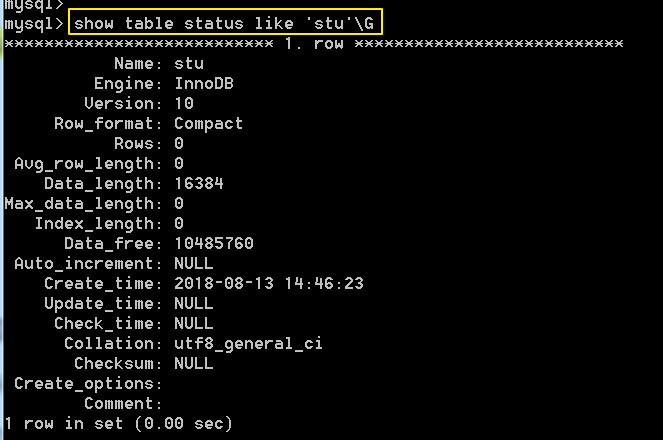 mysql>
mysql> show table status like 'stu'\G
*************************** 1. row ***************************
Name: stu
Engine: InnoDB
Version: 10
Row_format: Compact
Rows: 0
Avg_row_length: 0
Data_length: 16384
Max_data_length: 0
Index_length: 0
Data_free: 10485760
Auto_increment: NULL
Create_time: 2018-08-13 14:46:23
Update_time: NULL
Check_time: NULL
Collation: utf8_general_ci
Checksum: NULL
Create_options:
Comment:
1 row in set (0.00 sec)